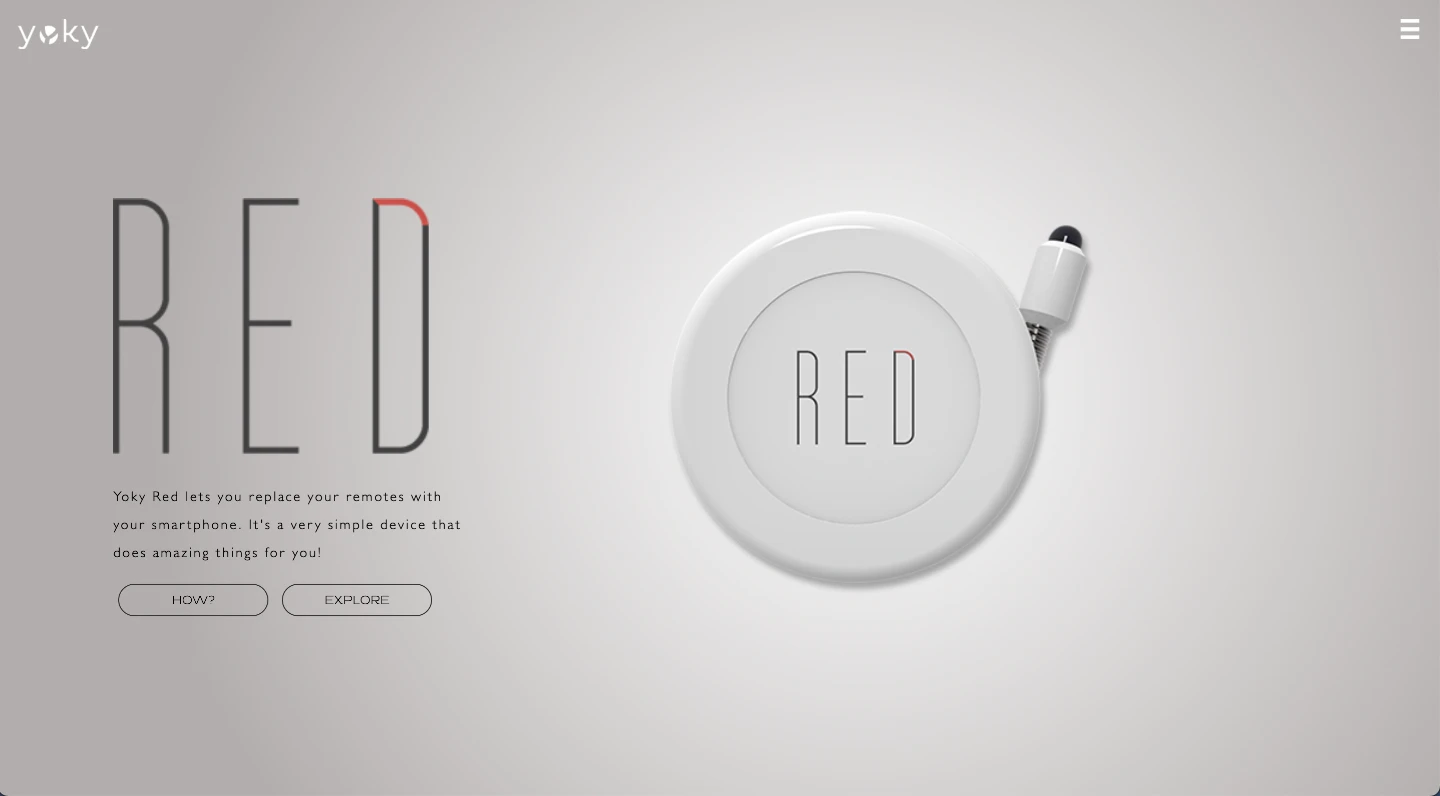 yoky
RED
RED
Yoky Red lets you replace your remotes with
your smartphone. It's a very simple device that
does amazing things for you!
HOW?
EXPLORE